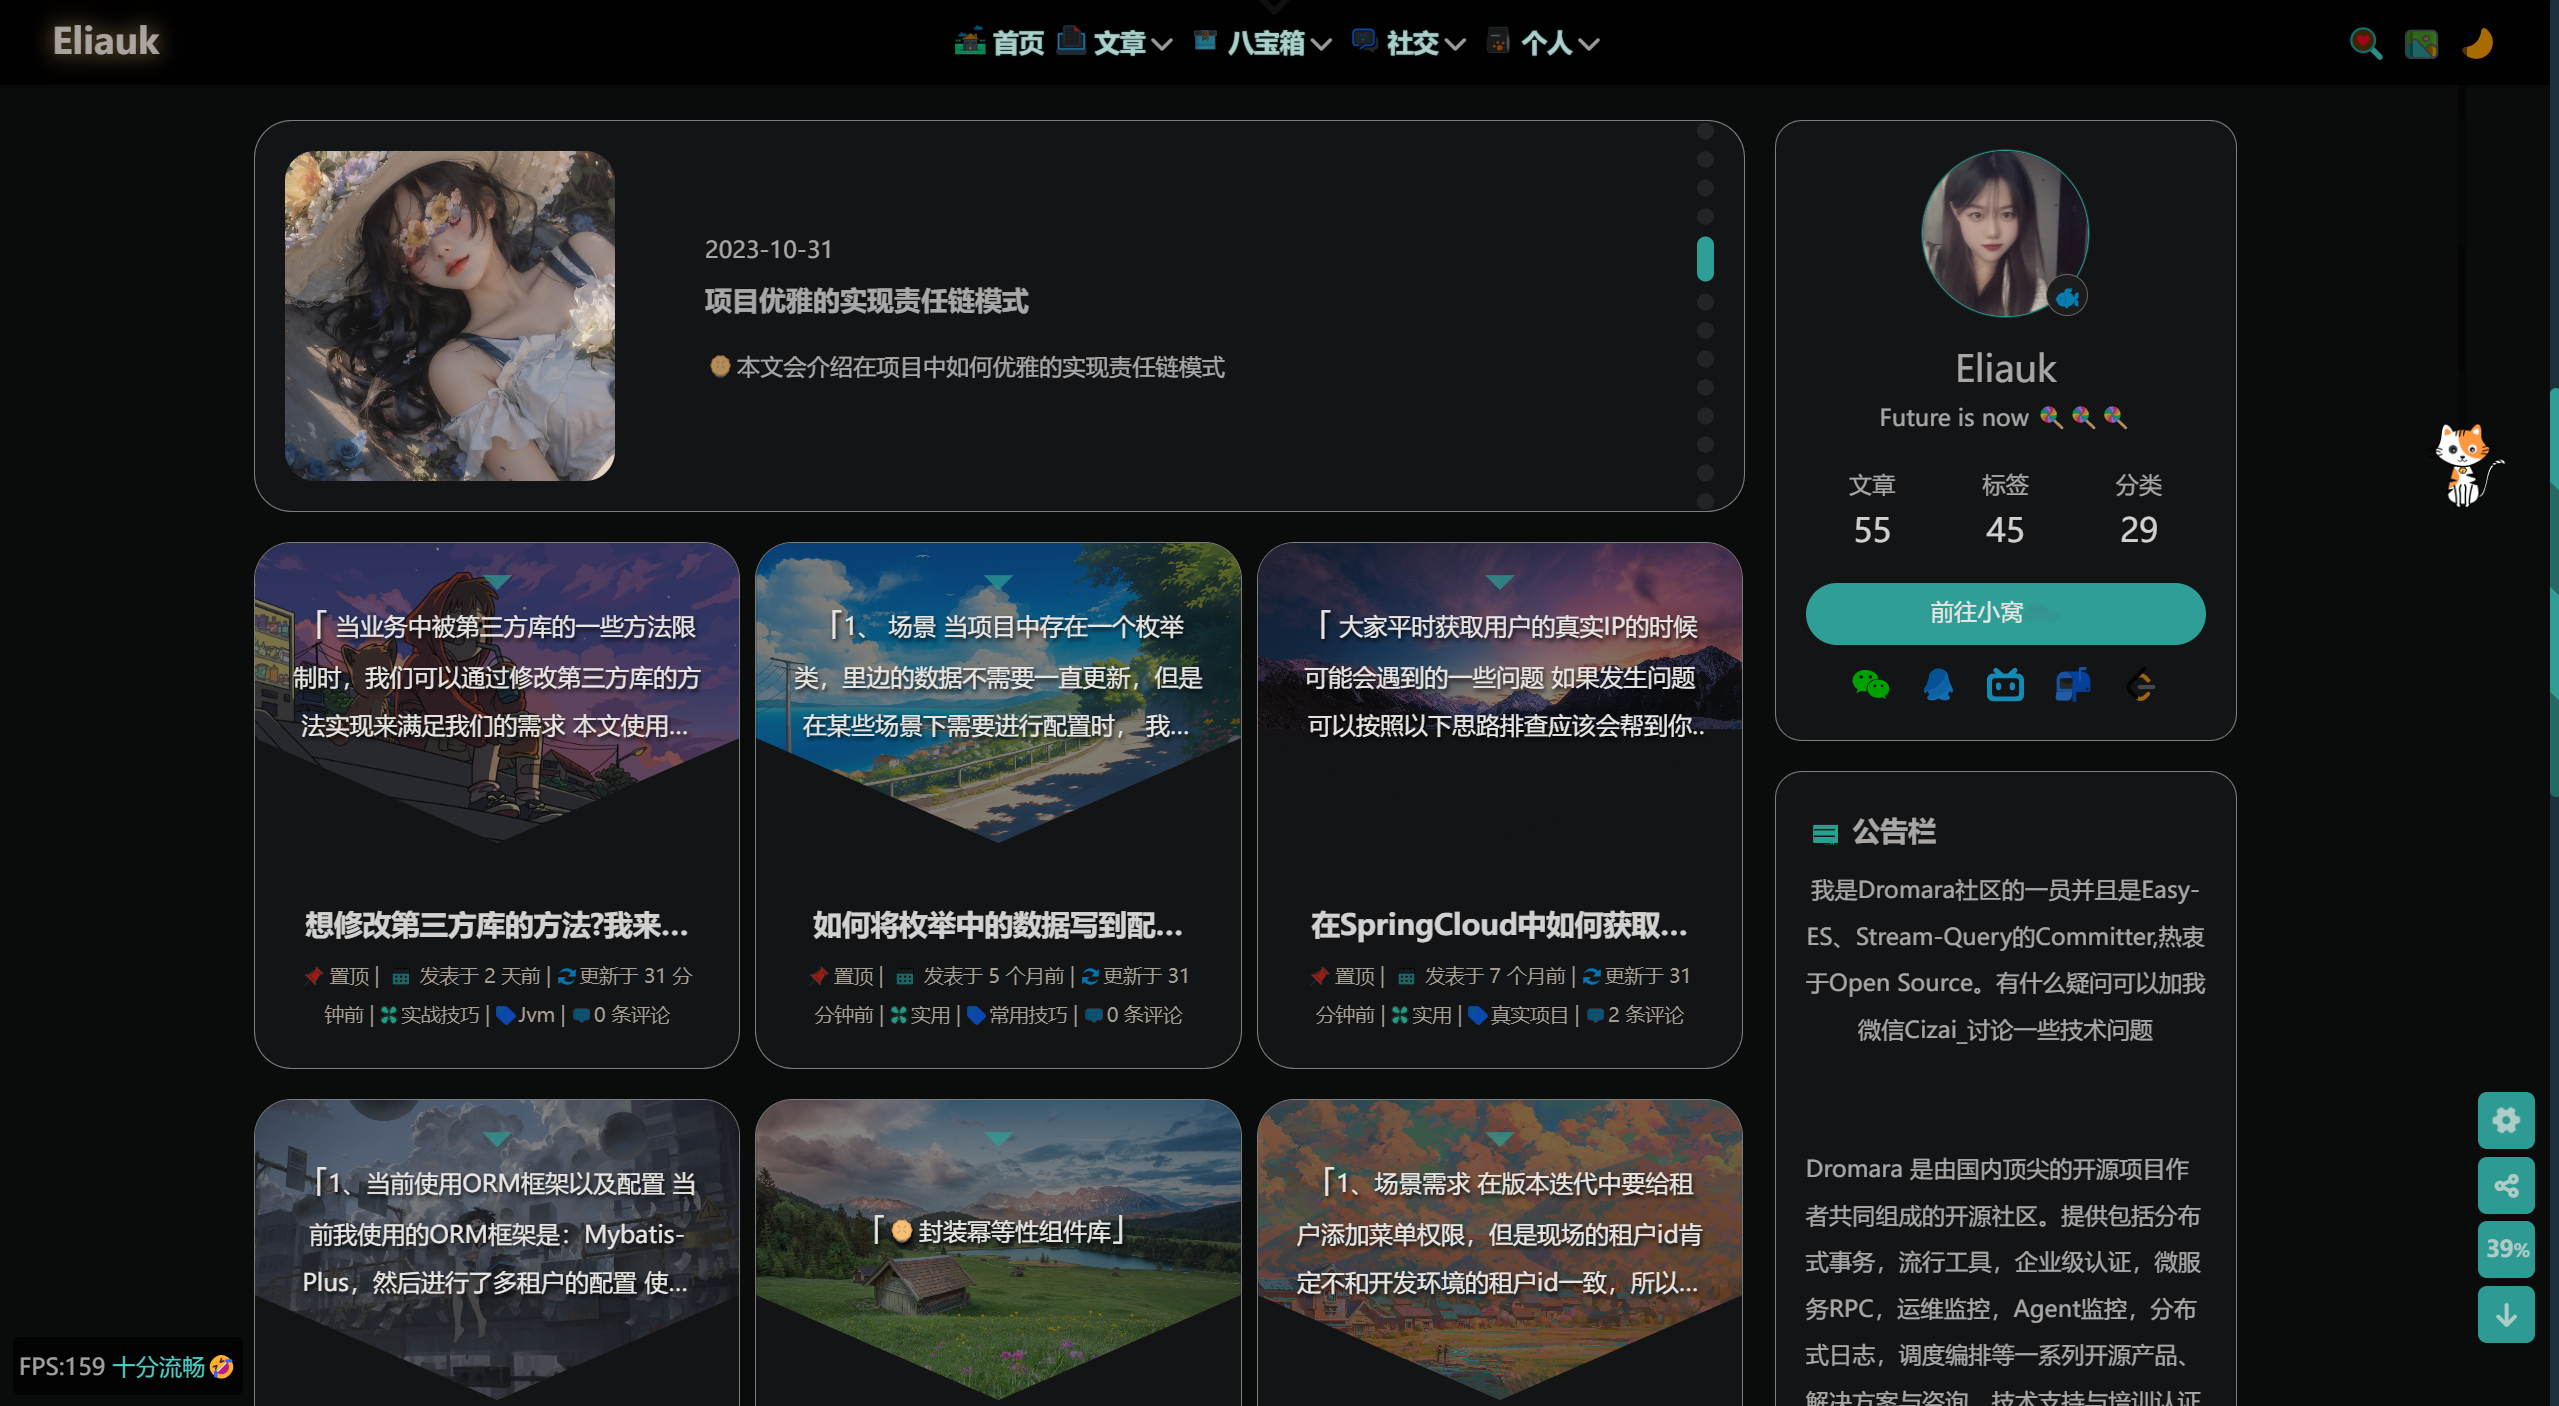 Eliauk
首页 文章 八宝箱 社交 个人
2023-10-31
项目优雅的实现责任链模式
本文会介绍在项目中如何优雅的实现责任链模式
「 当业务中被第三方库的一些方法限
制时，我们可以通过修改第三方库的方
法实现来满足我们的需求 本文使用...
想修改第三方库的方法?我来...
置顶 | 发表于 2 天前 | 更新于 31 分
钟前 | 实战技巧 | Jvm | 0 条评论
「1、 场景 当项目中存在一个枚举
类，里边的数据不需要一直更新，但是
在某些场景下需要进行配置时， 我...
如何将枚举中的数据写到配...
置顶 | 发表于 5 个月前 | 更新于 31
分钟前 | 实用 | 常用技巧 | 0 条评论
「 大家平时获取用户的真实IP的时候
可能会遇到的一些问题 如果发生问题
可以按照以下思路排查应该会帮到你..
在SpringCloud中如何获取...
置顶 | 发表于 7 个月前 | 更新于 31
分钟前 | 实用 | 真实项目 | 2 条评论
「1、当前使用ORM框架以及配置 当
前我使用的ORM框架是：Mybatis-
Plus，然后进行了多租户的配置 使...
「 封装幂等性组件库」
「1、场景需求 在版本迭代中要给租
户添加菜单权限，但是现场的租户id肯
定不和开发环境的租户id一致，所以...
Eliauk
Future is now
文章 标签 分类
55 45 29
前往小窝
公告栏
我是Dromara社区的一员并且是Easy-
ES、Stream-Query的Committer,热衷
于Open Source。有什么疑问可以加我
微信Cizai_讨论一些技术问题
Dromara 是由国内顶尖的开源项目作
者共同组成的开源社区。提供包括分布
式事务，流行工具，企业级认证，微服
务RPC，运维监控，Agent监控，分布
式日志，调度编排等一系列开源产品、
解决方案与咨询、技术支持与培训认证
39%
FPS:159 十分流畅